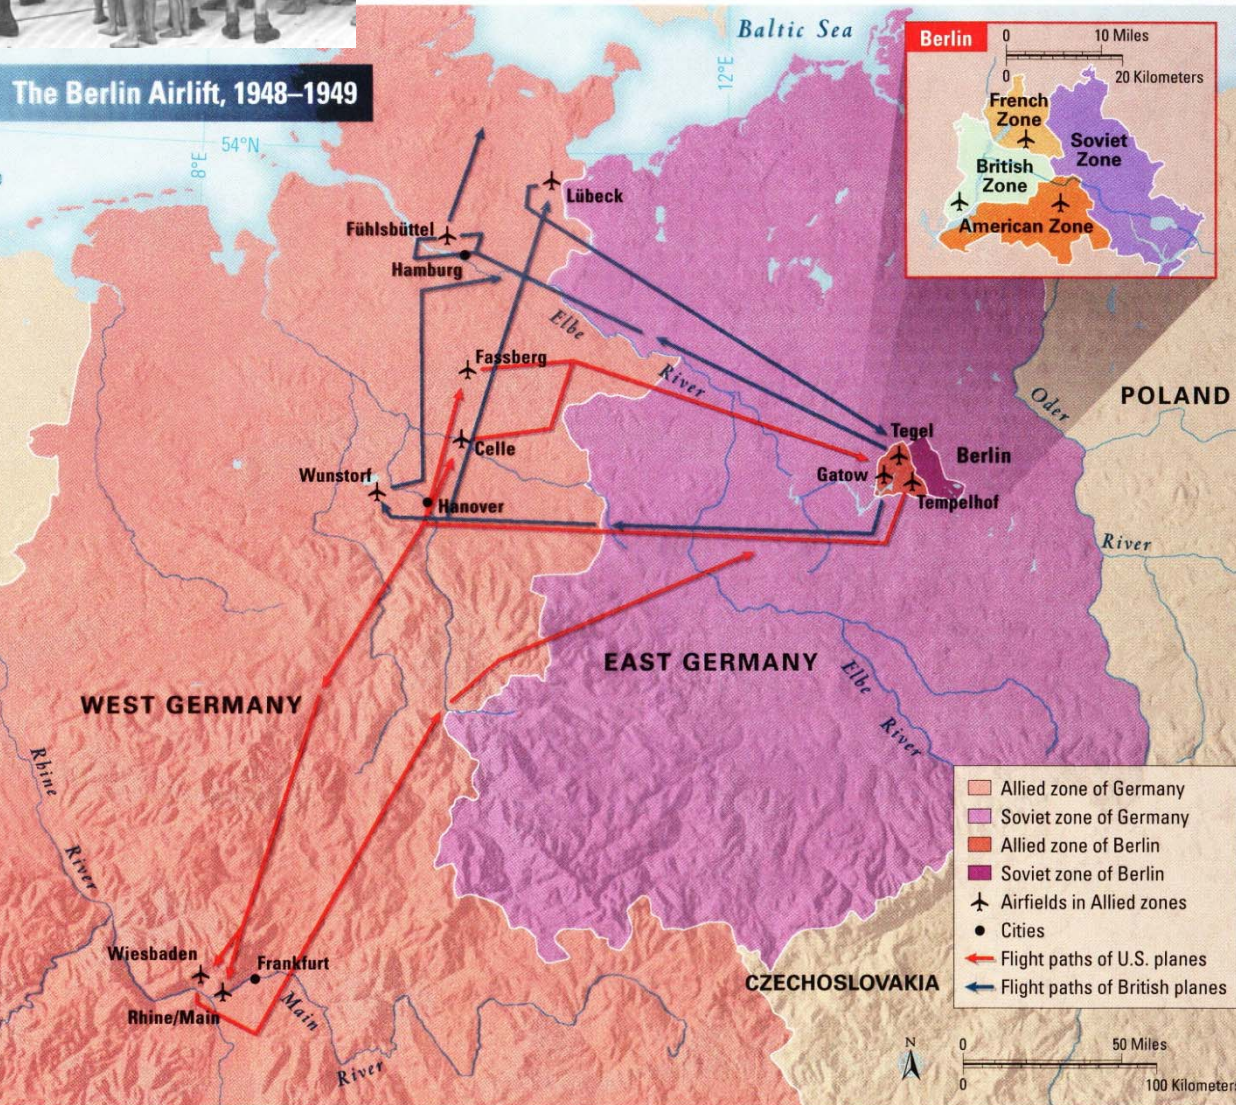 The Berlin Airlift, 1948–1949
Baltic Sea
12°E
54°N
8°E
Berlin
0 10 Miles
0 20 Kilometers
French
Zone
Soviet
Zone
British
Zone
American Zone
Lübeck
Fühlsbüttel
Hamburg
Elbe
River
Fassberg
Celle
Wunstorf
Hanover
Tegel
Gatow
Berlin
Tempelhof
Oder
River
POLAND
EAST GERMANY
WEST GERMANY
Elbe
River
Rhine
River
Wiesbaden
Frankfurt
Rhine/Main
Main
River
CZECHOSLOVAKIA
Allied zone of Germany
Soviet zone of Germany
Allied zone of Berlin
Soviet zone of Berlin
Airfields in Allied zones
Cities
Flight paths of U.S. planes
Flight paths of British planes
N
0 50 Miles
0 100 Kilometers